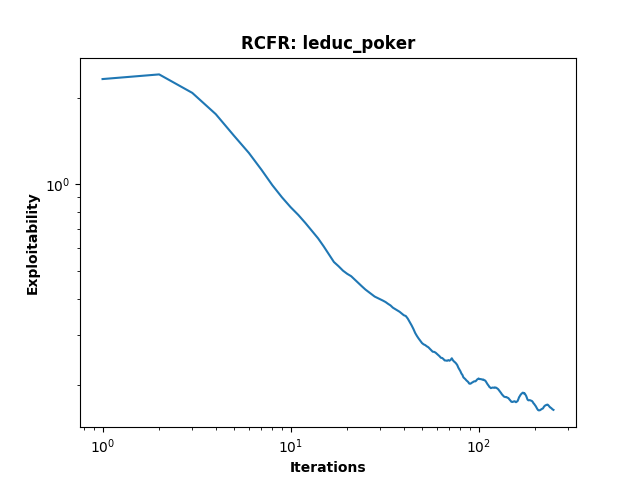 RCFR: leduc_poker
10⁰
Exploitability
10⁰ 10¹ 10²
Iterations